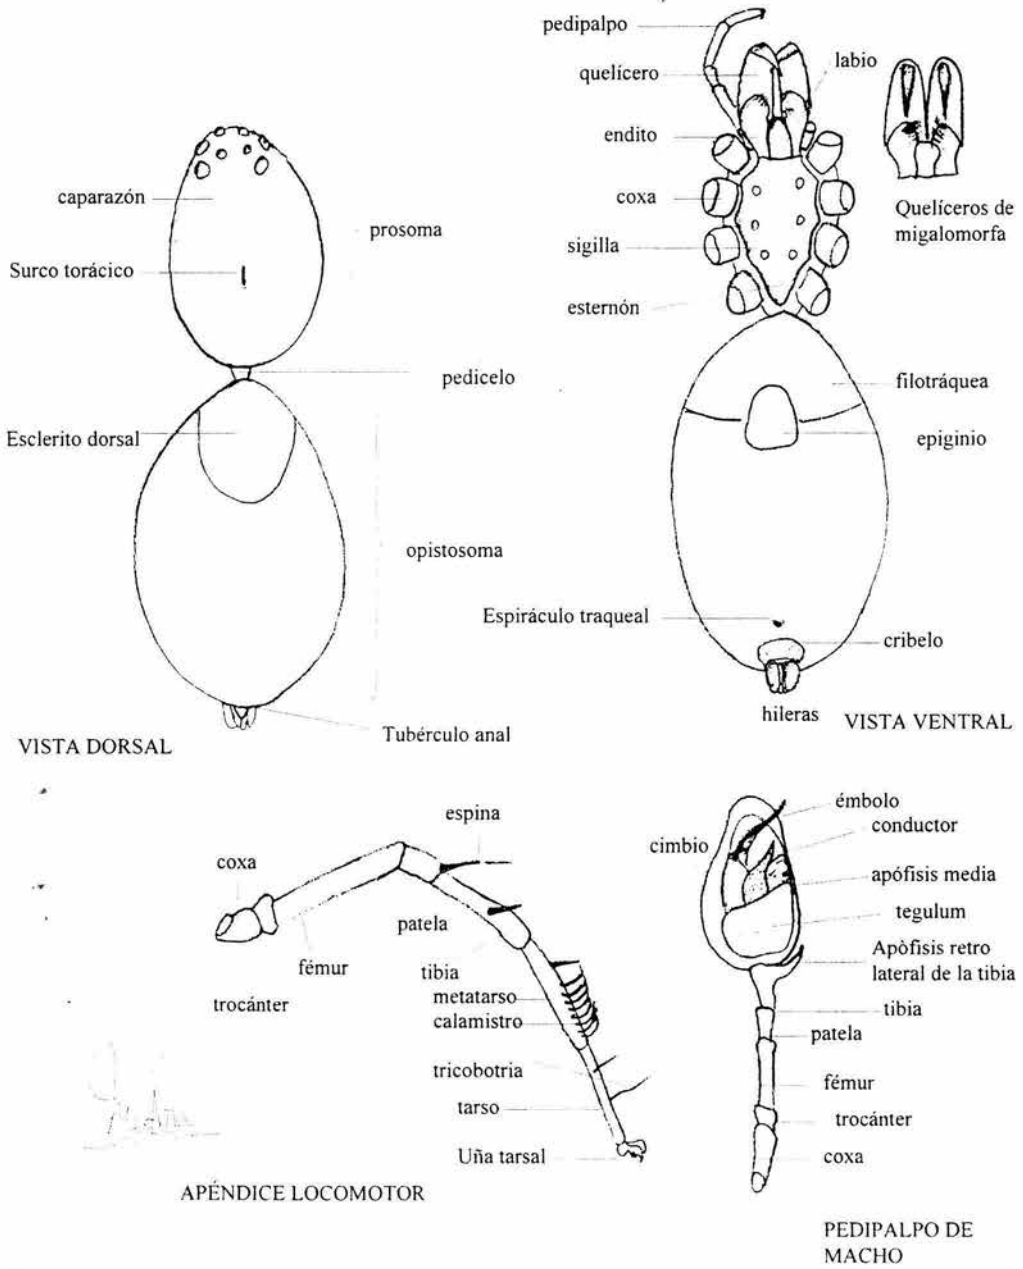 caparazón
Surco torácico
prosoma
pedicelo
Esclerito dorsal
opistosoma
Tubérculo anal
VISTA DORSAL
pedipalpo
quelícero
labio
endito
coxa
sigilla
esternón
Quelíceros de
migalomorfa
filotráquea
epiginio
Espiráculo traqueal
cribelo
hileras
VISTA VENTRAL
espina
coxa
patela
fémur
trocánter
tibia
metatarso
calamistro
tricobotria
tarso
Uña tarsal
APÉNDICE LOCOMOTOR
émbolo
conductor
cimbio
apófisis media
tegulum
Apòfisis retro
lateral de la tibia
tibia
patela
fémur
trocánter
coxa
PEDIPALPO DE
MACHO